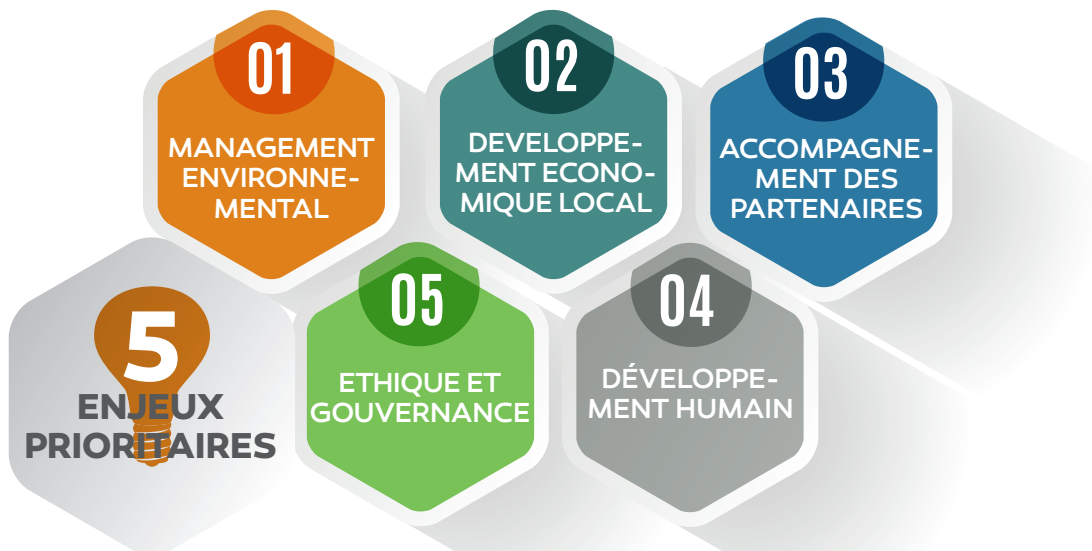 01
MANAGEMENT
ENVIRONNE-
MENTAL
02
DEVELOPPE-
MENT ECONO-
MIQUE LOCAL
03
ACCOMPAGNE-
MENT DES
PARTENAIRES
5
ENJEUX
PRIORITAIRES
05
ETHIQUE ET
GOUVERNANCE
04
DÉVELOPPE-
MENT HUMAIN